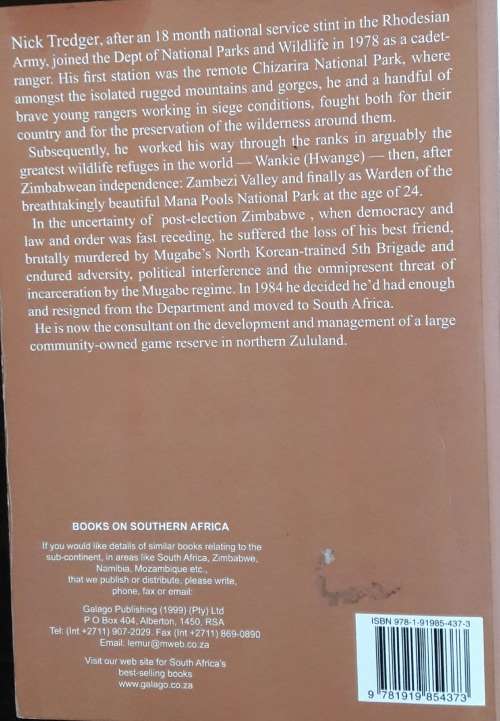 Nick Tredger, after an 18 month national service stint in the Rhodesian
Army, joined the Dept of National Parks and Wildlife in 1978 as a cadet-
ranger. His first station was the remote Chizarira National Park, where
amongst the isolated rugged mountains and gorges, he and a handful of
brave young rangers working in siege conditions, fought both for their
country and for the preservation of the wilderness around them.
Subsequently, he worked his way through the ranks in arguably the
greatest wildlife refuges in the world — Wankie (Hwange) — then, after
Zimbabwean independence: Zambezi Valley and finally as Warden of the
breathtakingly beautiful Mana Pools National Park at the age of 24.
In the uncertainty of post-election Zimbabwe , when democracy and
law and order was fast receding, he suffered the loss of his best friend,
brutally murdered by Mugabe's North Korean-trained 5th Brigade and
endured adversity, political interference and the omnipresent threat of
incarceration by the Mugabe regime. In 1984 he decided he'd had enough
and resigned from the Department and moved to South Africa.
He is now the consultant on the development and management of a large
community-owned game reserve in northern Zululand.
BOOKS ON SOUTHERN AFRICA
If you would like details of similar books relating to the
sub-continent, in areas like South Africa, Zimbabwe,
Namibia, Mozambique etc.,
that we publish or distribute, please write,
phone, fax or email:
Galago Publishing (1999) (Pty) Ltd
P O Box 404, Alberton, 1450, RSA
Tel: (Int +2711) 907-2029. Fax (Int +2711) 869-0890
Email: lemur@mweb.co.za
Visit our web site for South Africa's
best-selling books
www.galago.co.za
ISBN 978-1-91985-437-3
9 781919 854373